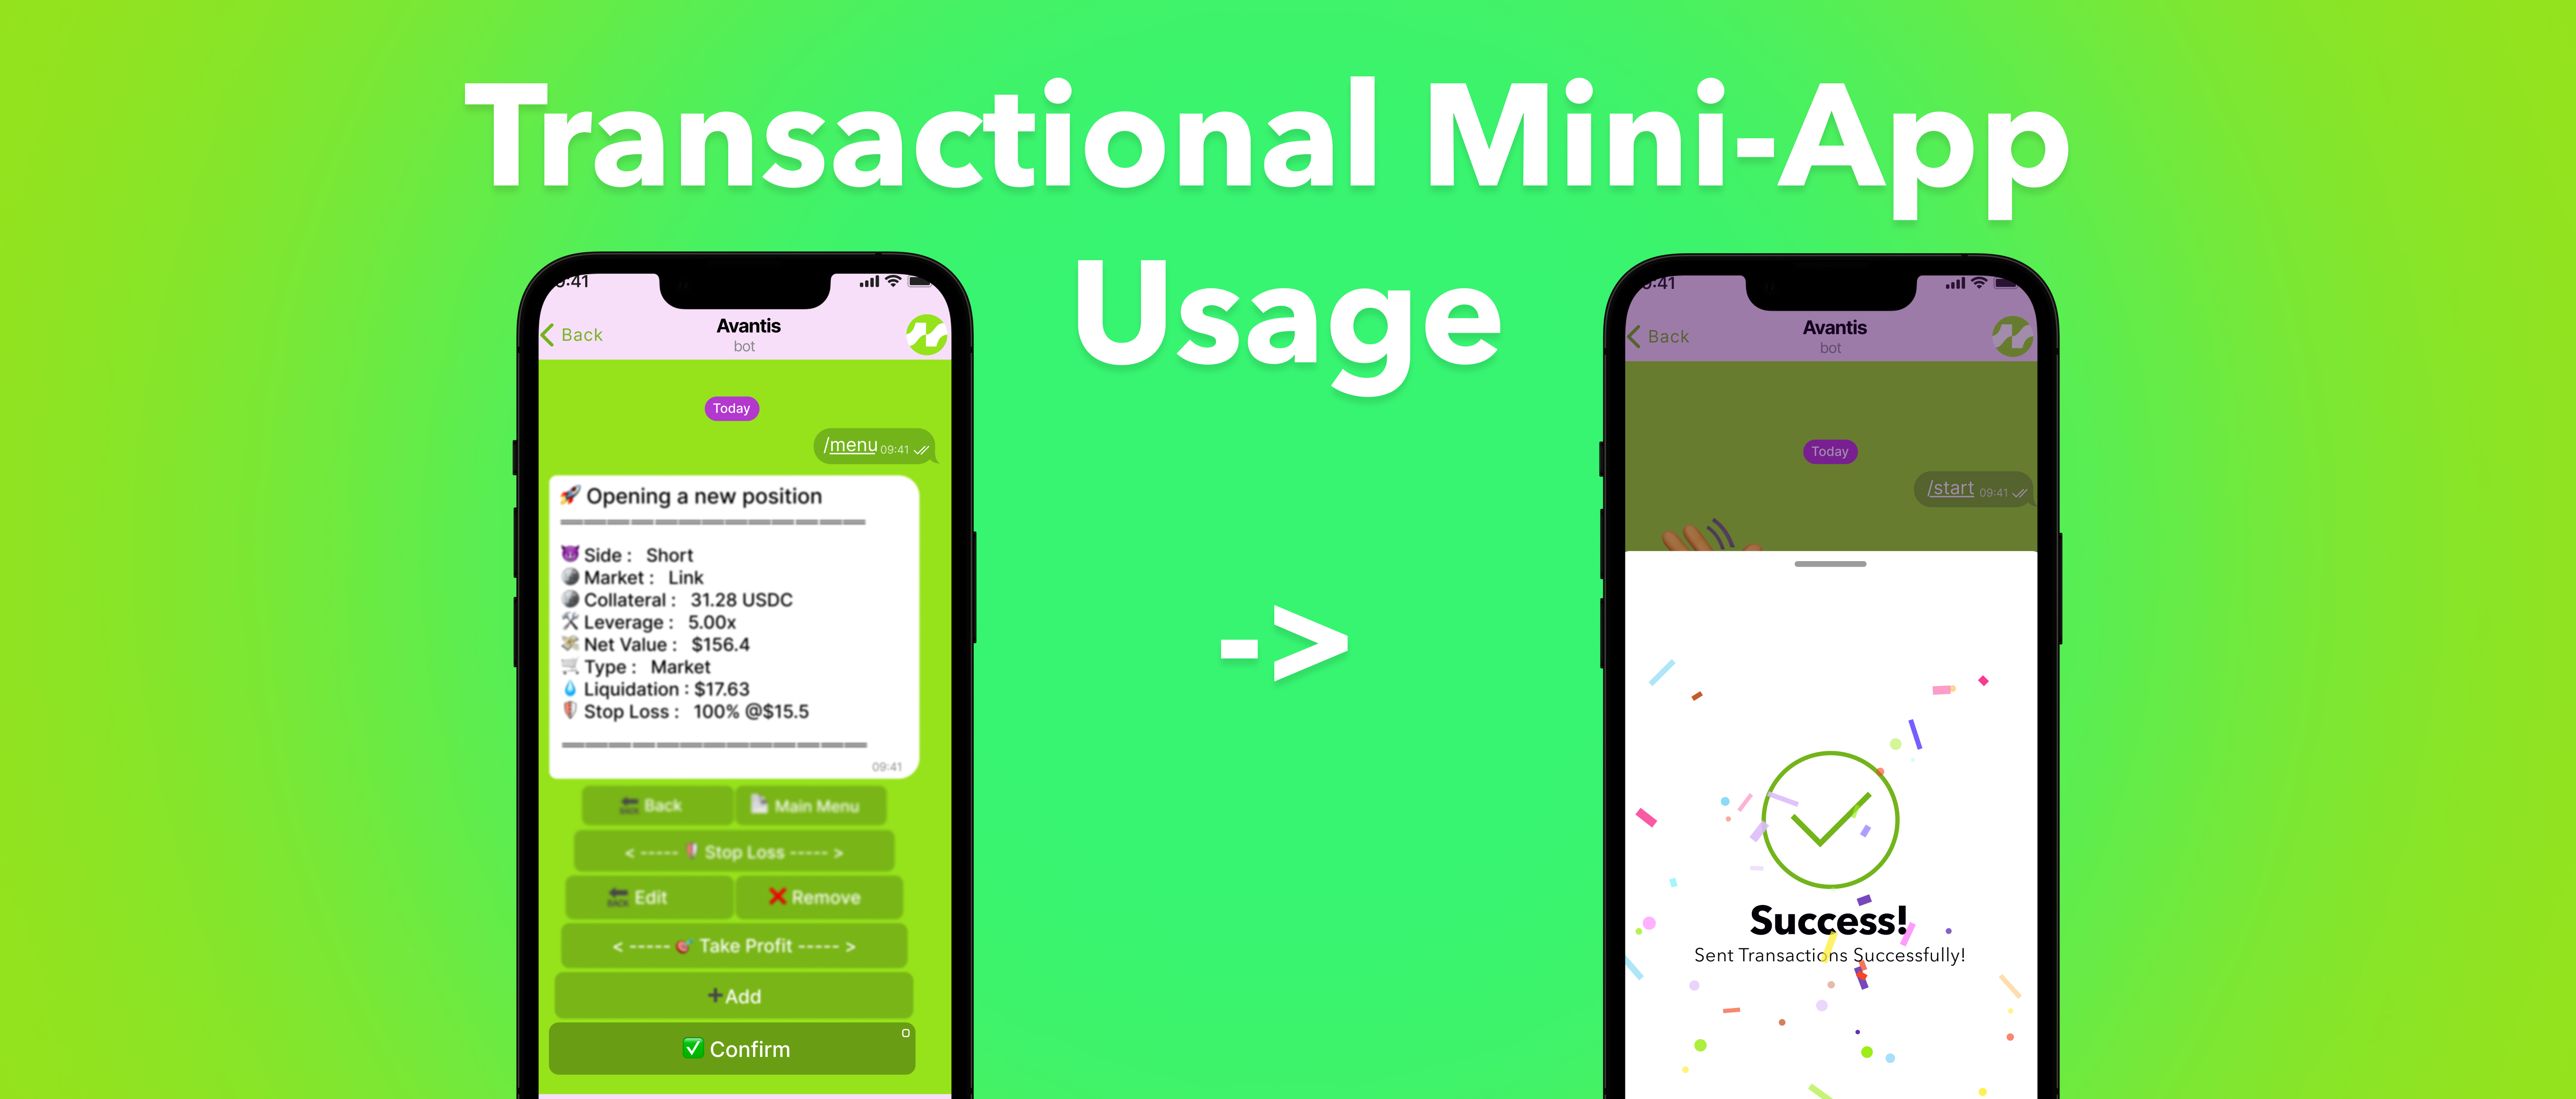 Transactional Mini-App
Usage
->
9:41
Back
Avantis
bot
Today
/menu 09:41
🚀 Opening a new position
😈 Side : Short
Market : Link
Collateral : 31.28 USDC
🛠 Leverage : 5.00x
💸 Net Value : $156.4
🛒 Type : Market
💧 Liquidation : $17.63
Stop Loss : 100% @$15.5
09:41
🔙 Back
Main Menu
< ----- Stop Loss ----- >
🔙 Edit
❌ Remove
< ----- 🎯 Take Profit ----- >
➕Add
✅ Confirm
9:41
Back
Avantis
bot
Today
/start 09:41
Success!
Sent Transactions Successfully!